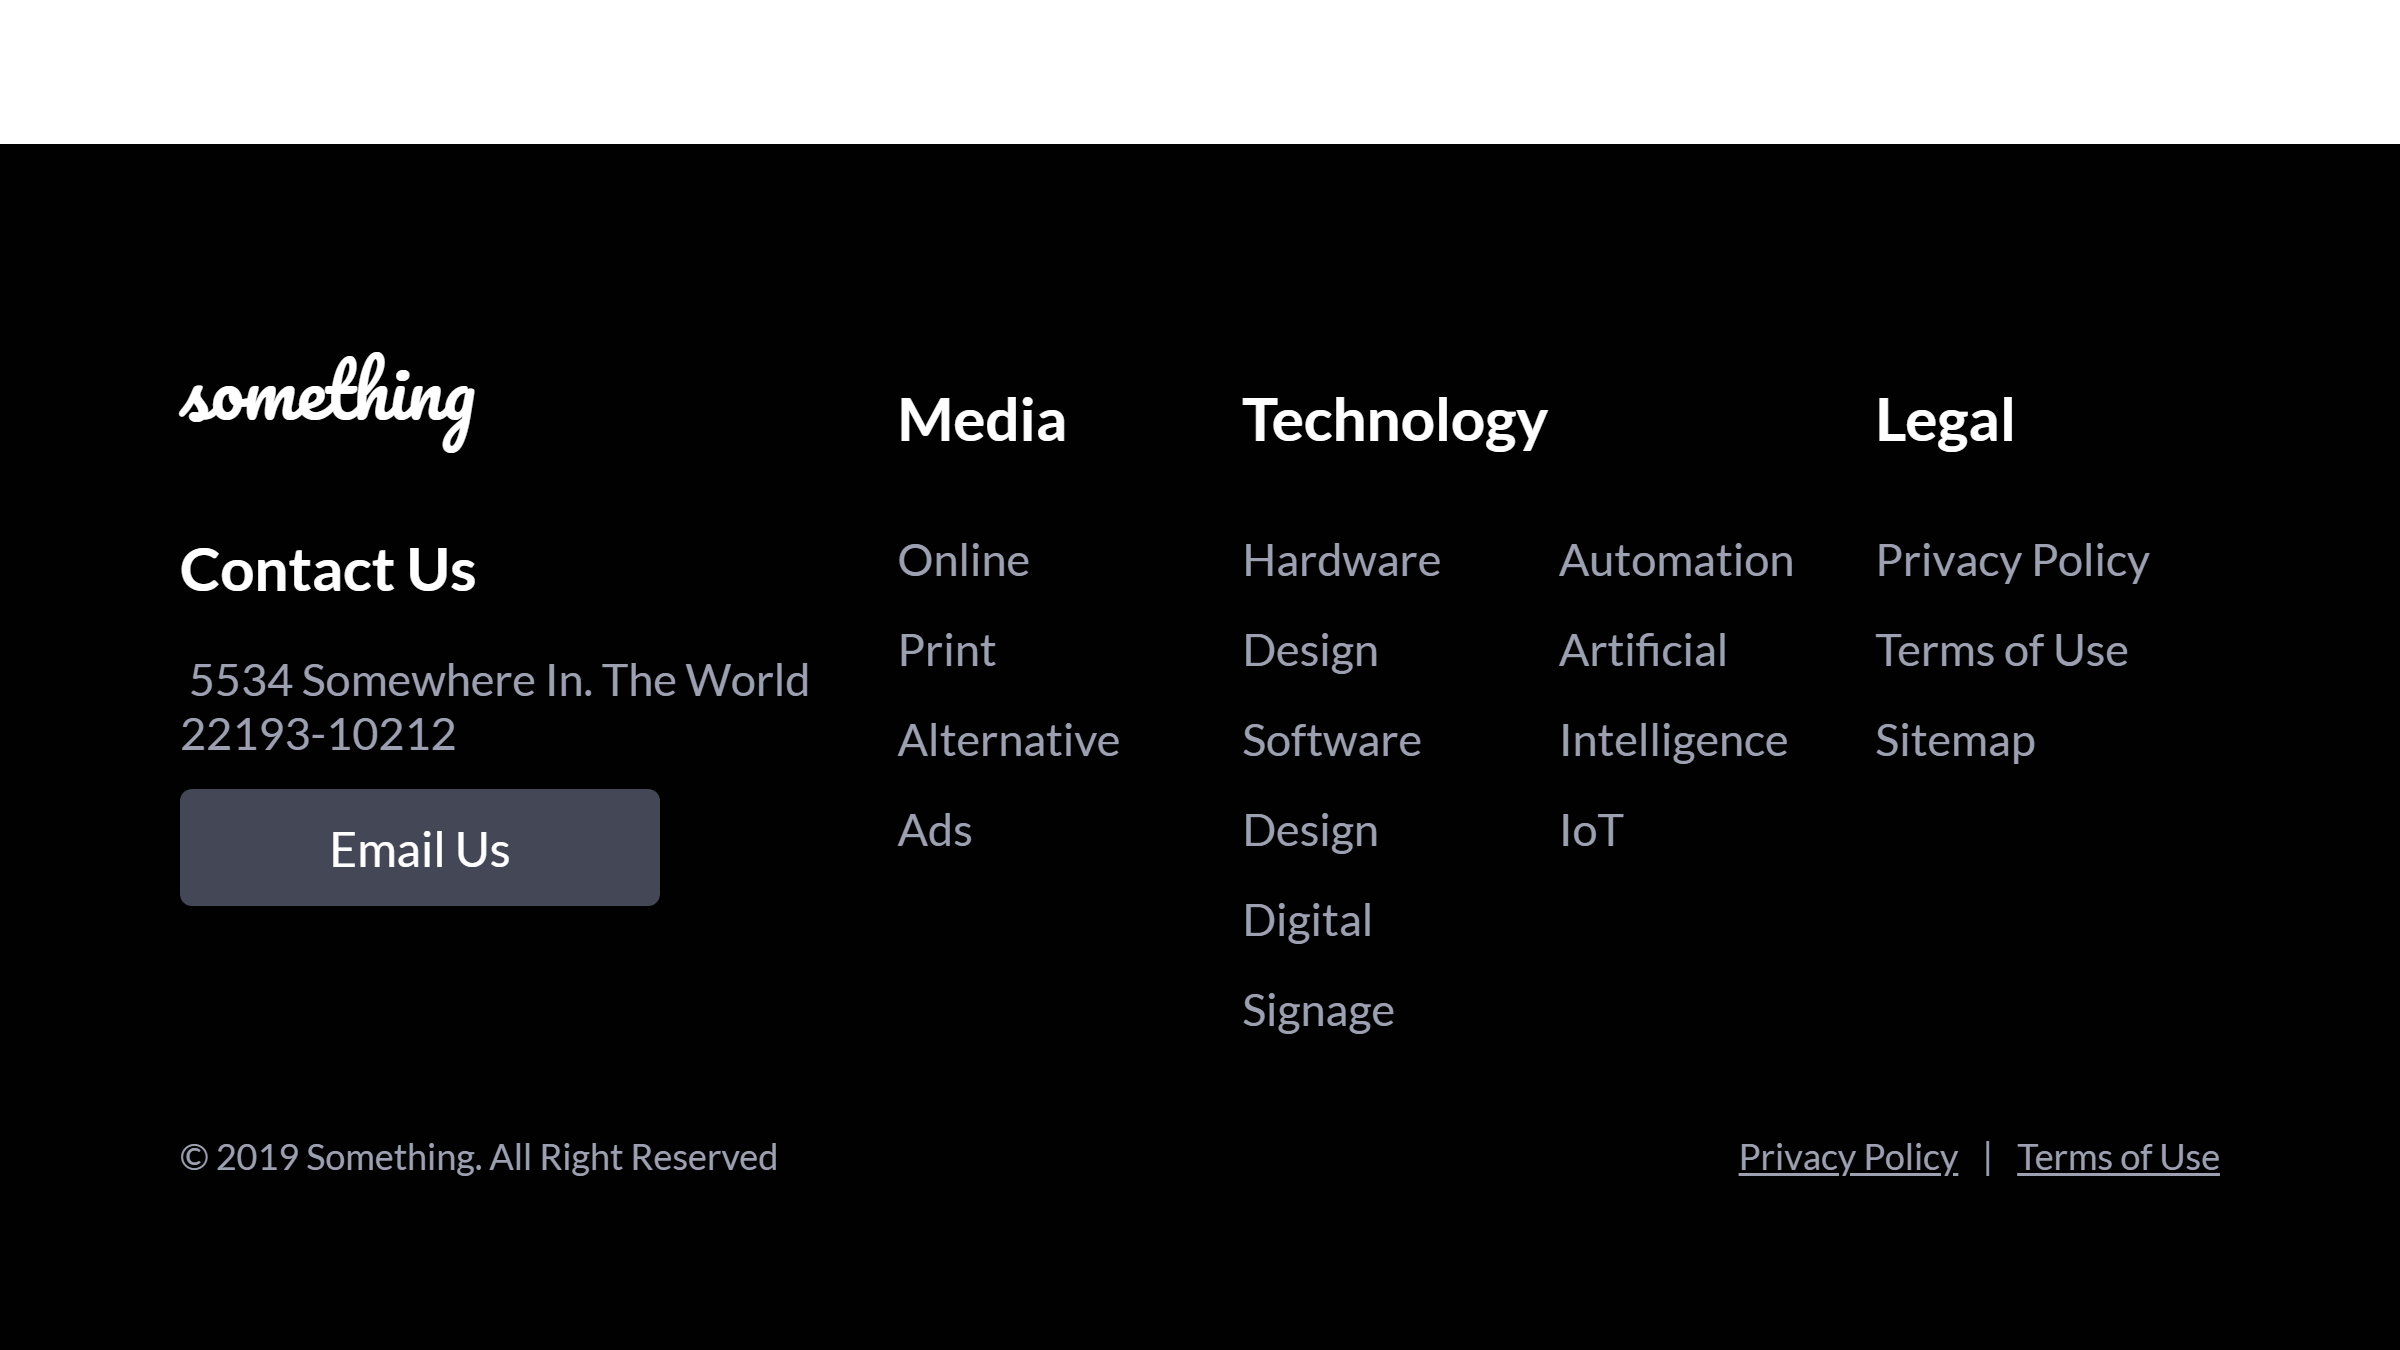 something
Contact Us
5534 Somewhere In. The World
22193-10212
Email Us
Media
Online
Print
Alternative
Ads
Technology
Hardware
Design
Software
Design
Digital
Signage
Automation
Artificial
Intelligence
IoT
Legal
Privacy Policy
Terms of Use
Sitemap
© 2019 Something. All Right Reserved
Privacy Policy | Terms of Use